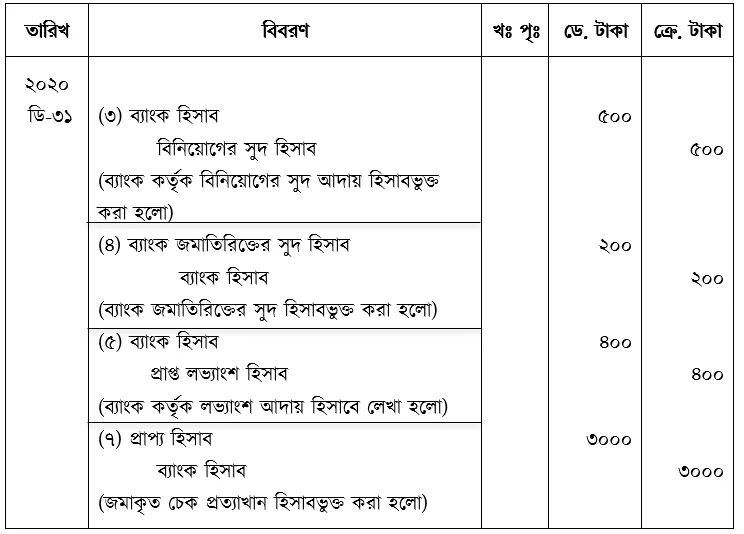 তারিখ বিবরণ খঃ পৃঃ ডে. টাকা ক্রে. টাকা
২০২০
ডি-৩১ (৩) ব্যাংক হিসাব ৫০০
বিনিয়োগের সুদ হিসাব ৫০০
(ব্যাংক কর্তৃক বিনিয়োগের সুদ আদায় হিসাবভুক্ত
করা হলো)
(৪) ব্যাংক জমাতিরিক্তের সুদ হিসাব ২০০
ব্যাংক হিসাব ২০০
(ব্যাংক জমাতিরিক্তের সুদ হিসাবভুক্ত করা হলো)
(৫) ব্যাংক হিসাব ৪০০
প্রাপ্ত লভ্যাংশ হিসাব ৪০০
(ব্যাংক কর্তৃক লভ্যাংশ আদায় হিসাবে লেখা হলো)
(৭) প্রাপ্য হিসাব ৩০০০
ব্যাংক হিসাব ৩০০০
(জমাকৃত চেক প্রত্যাখান হিসাবভুক্ত করা হলো)